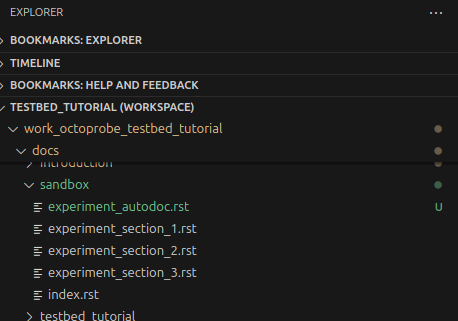 EXPLORER
BOOKMARKS: EXPLORER
TIMELINE
BOOKMARKS: HELP AND FEEDBACK
TESTBED_TUTORIAL (WORKSPACE)
work_octoprobe_testbed_tutorial
docs
introduction
sandbox
experiment_autodoc.rst U
experiment_section_1.rst
experiment_section_2.rst
experiment_section_3.rst
index.rst
testbed_tutorial